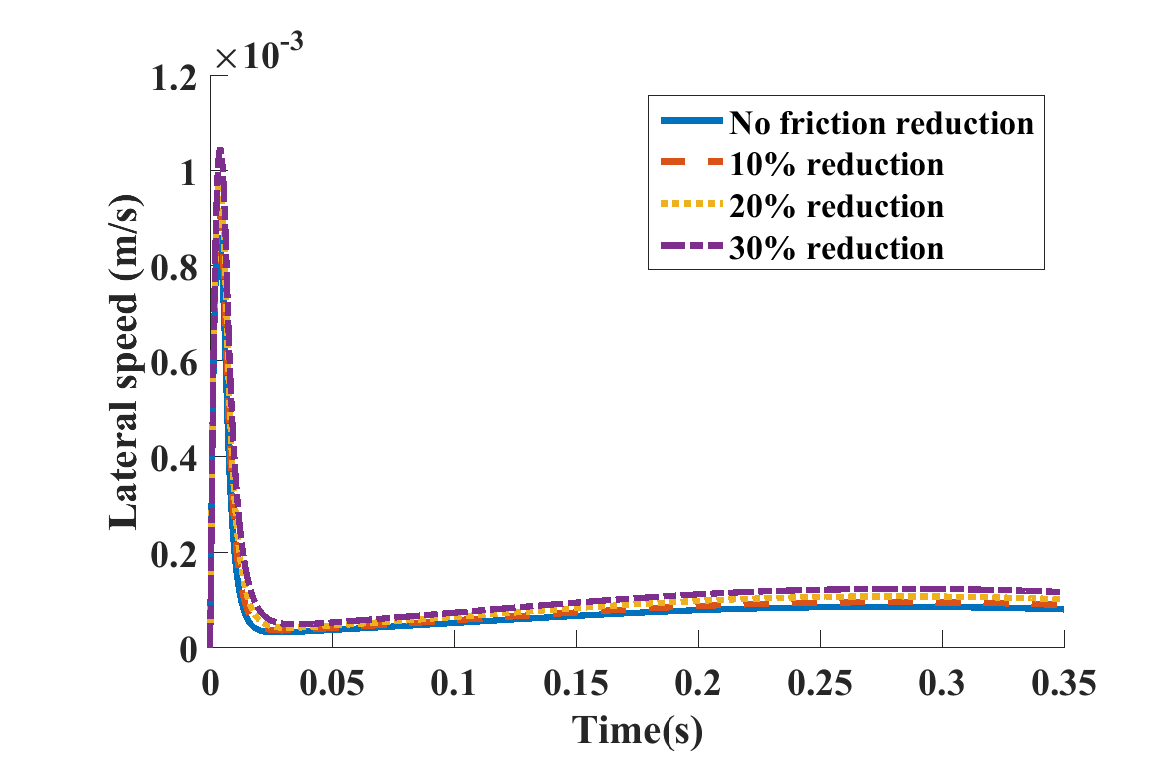 ×10-3
1.2
1
0.8
0.6
0.4
0.2
0
Lateral speed (m/s)
No friction reduction
10% reduction
20% reduction
30% reduction
0 0.05 0.1 0.15 0.2 0.25 0.3 0.35
Time(s)